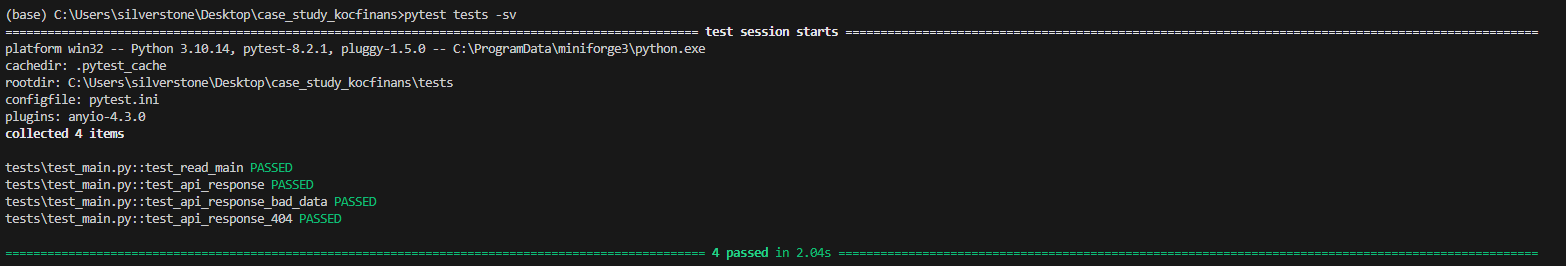 (base) C:\Users\silverstone\Desktop\case_study_kocfinans>pytest tests -sv
=================================================================================================== test session starts ===================================================================================================
platform win32 -- Python 3.10.14, pytest-8.2.1, pluggy-1.5.0 -- C:\ProgramData\miniforge3\python.exe
cachedir: .pytest_cache
rootdir: C:\Users\silverstone\Desktop\case_study_kocfinans\tests
configfile: pytest.ini
plugins: anyio-4.3.0
collected 4 items
tests\test_main.py::test_read_main PASSED
tests\test_main.py::test_api_response PASSED
tests\test_main.py::test_api_response_bad_data PASSED
tests\test_main.py::test_api_response_404 PASSED
==================================================================================================== 4 passed in 2.04s ====================================================================================================